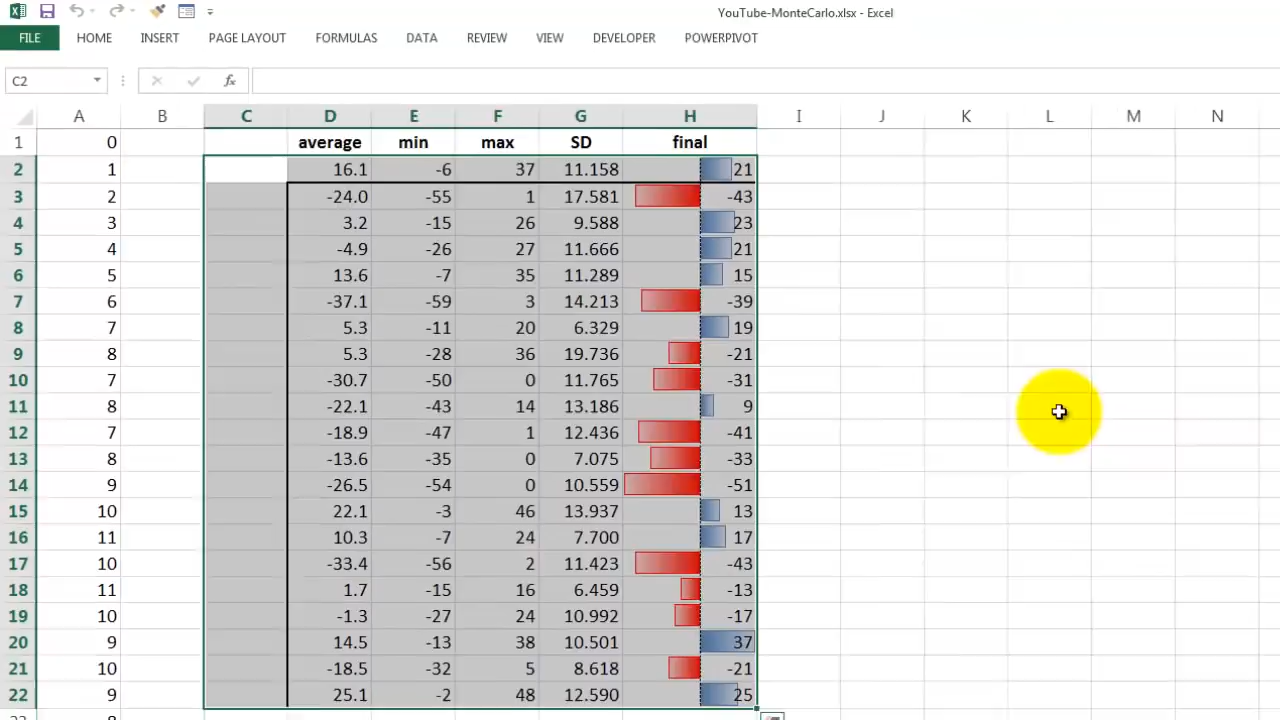 YouTube-MonteCarlo.xlsx - Excel
FILE HOME INSERT PAGE LAYOUT FORMULAS DATA REVIEW VIEW DEVELOPER POWERPIVOT
C2 fx
A B C D E F G H I J K L M N
1 0 average min max SD final
2 1 16.1 -6 37 11.158 21
3 2 -24.0 -55 1 17.581 -43
4 3 3.2 -15 26 9.588 23
5 4 -4.9 -26 27 11.666 21
6 5 13.6 -7 35 11.289 15
7 6 -37.1 -59 3 14.213 -39
8 7 5.3 -11 20 6.329 19
9 8 5.3 -28 36 19.736 -21
10 7 -30.7 -50 0 11.765 -31
11 8 -22.1 -43 14 13.186 9
12 7 -18.9 -47 1 12.436 -41
13 8 -13.6 -35 0 7.075 -33
14 9 -26.5 -54 0 10.559 -51
15 10 22.1 -3 46 13.937 13
16 11 10.3 -7 24 7.700 17
17 10 -33.4 -56 2 11.423 -43
18 11 1.7 -15 16 6.459 -13
19 10 -1.3 -27 24 10.992 -17
20 9 14.5 -13 38 10.501 37
21 10 -18.5 -32 5 8.618 -21
22 9 25.1 -2 48 12.590 25